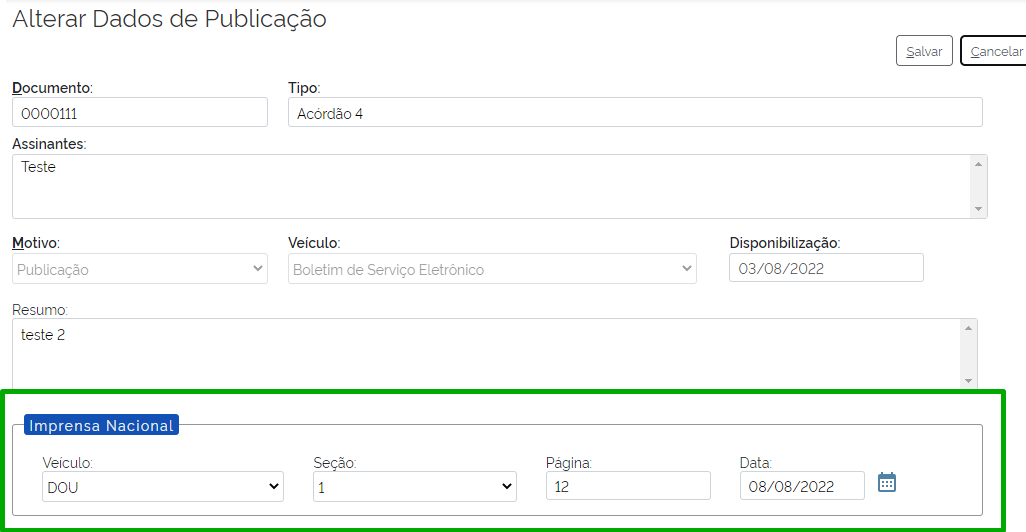 Alterar Dados de Publicação
Salvar Cancelar
Documento: Tipo:
0000111 Acórdão 4
Assinantes:
Teste
Motivo: Veículo: Disponibilização:
Publicação Boletim de Serviço Eletrônico 03/08/2022
Resumo:
teste 2
Imprensa Nacional
Veículo: Seção: Página: Data:
DOU 1 12 08/08/2022